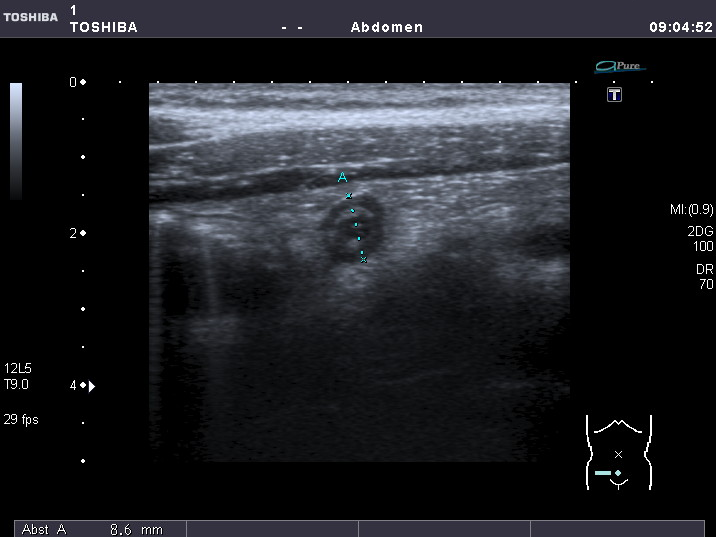 TOSHIBA
1
TOSHIBA
- -
Abdomen
09:04:52
0
aPure
T
A
MI:(0.9)
2
2DG
100
DR
70
12L5
T9.0
4
29 fps
Abst A 8.6 mm